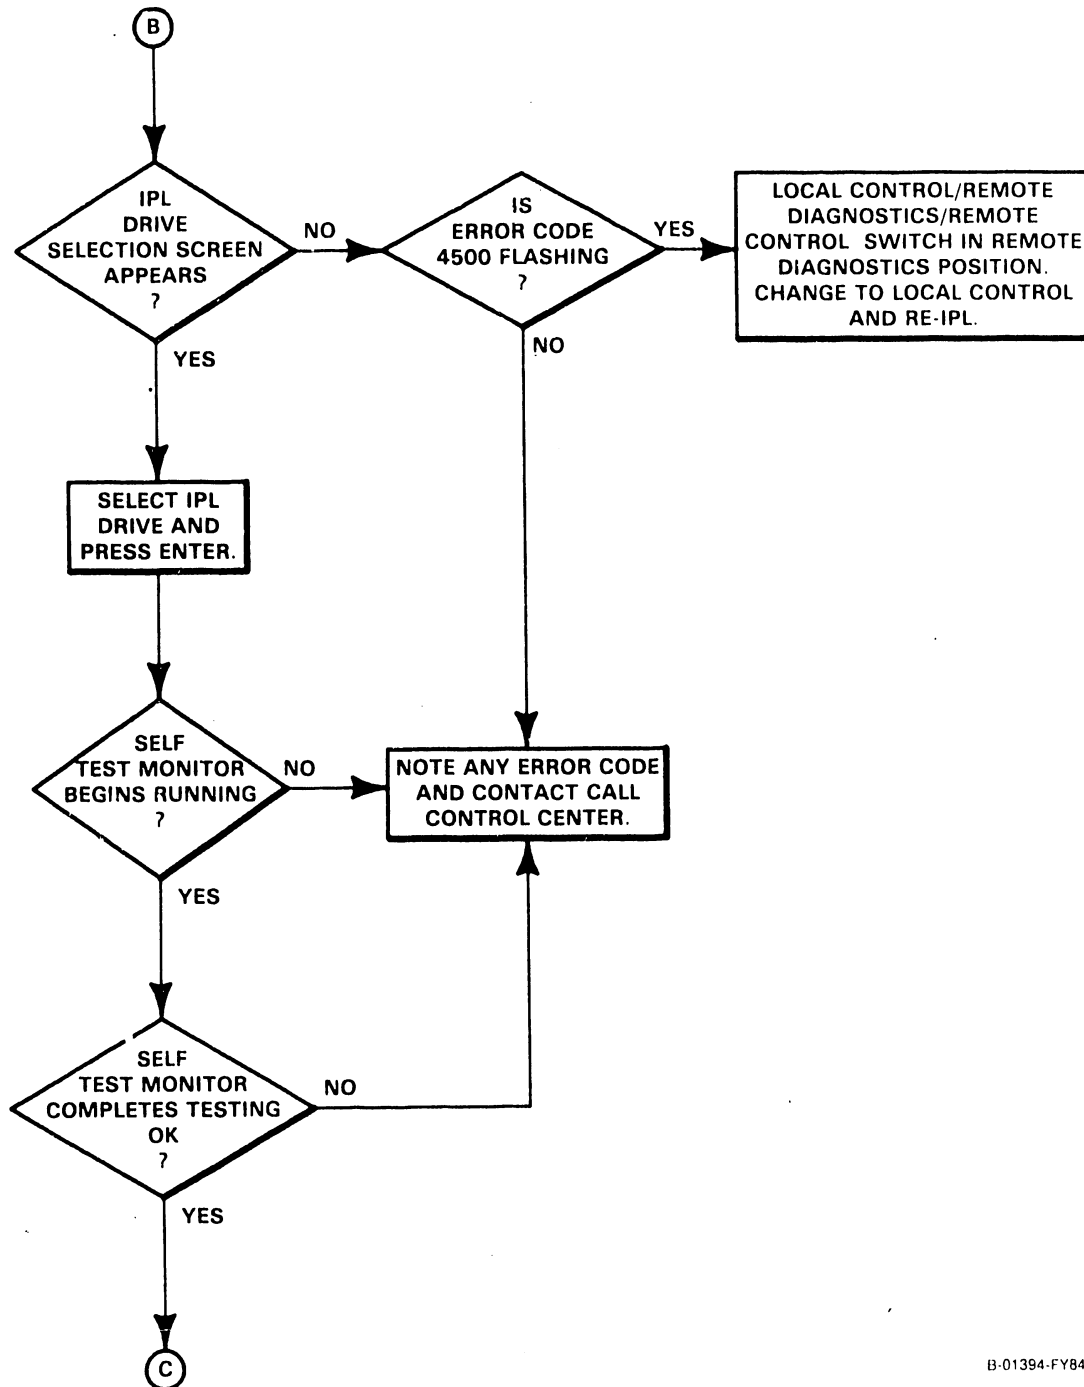 B
IPL
DRIVE
SELECTION SCREEN
APPEARS
?
NO
YES
IS
ERROR CODE
4500 FLASHING
?
YES
NO
LOCAL CONTROL/REMOTE
DIAGNOSTICS/REMOTE
CONTROL SWITCH IN REMOTE
DIAGNOSTICS POSITION.
CHANGE TO LOCAL CONTROL
AND RE-IPL.
SELECT IPL
DRIVE AND
PRESS ENTER.
SELF
TEST MONITOR
BEGINS RUNNING
?
NO
YES
NOTE ANY ERROR CODE
AND CONTACT CALL
CONTROL CENTER.
SELF
TEST MONITOR
COMPLETES TESTING
OK
?
NO
YES
C
B-01394-FY84